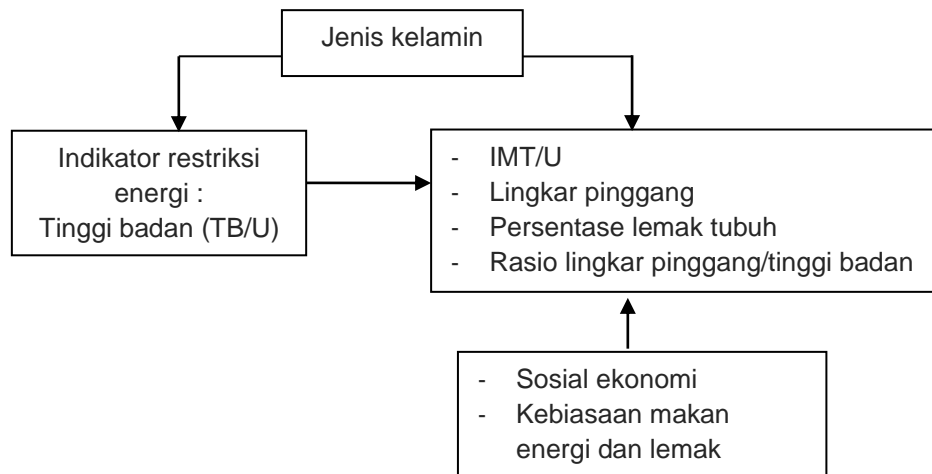 Jenis kelamin
Indikator restriksi
energi :
Tinggi badan (TB/U)
- IMT/U
- Lingkar pinggang
- Persentase lemak tubuh
- Rasio lingkar pinggang/tinggi badan
- Sosial ekonomi
- Kebiasaan makan
energi dan lemak